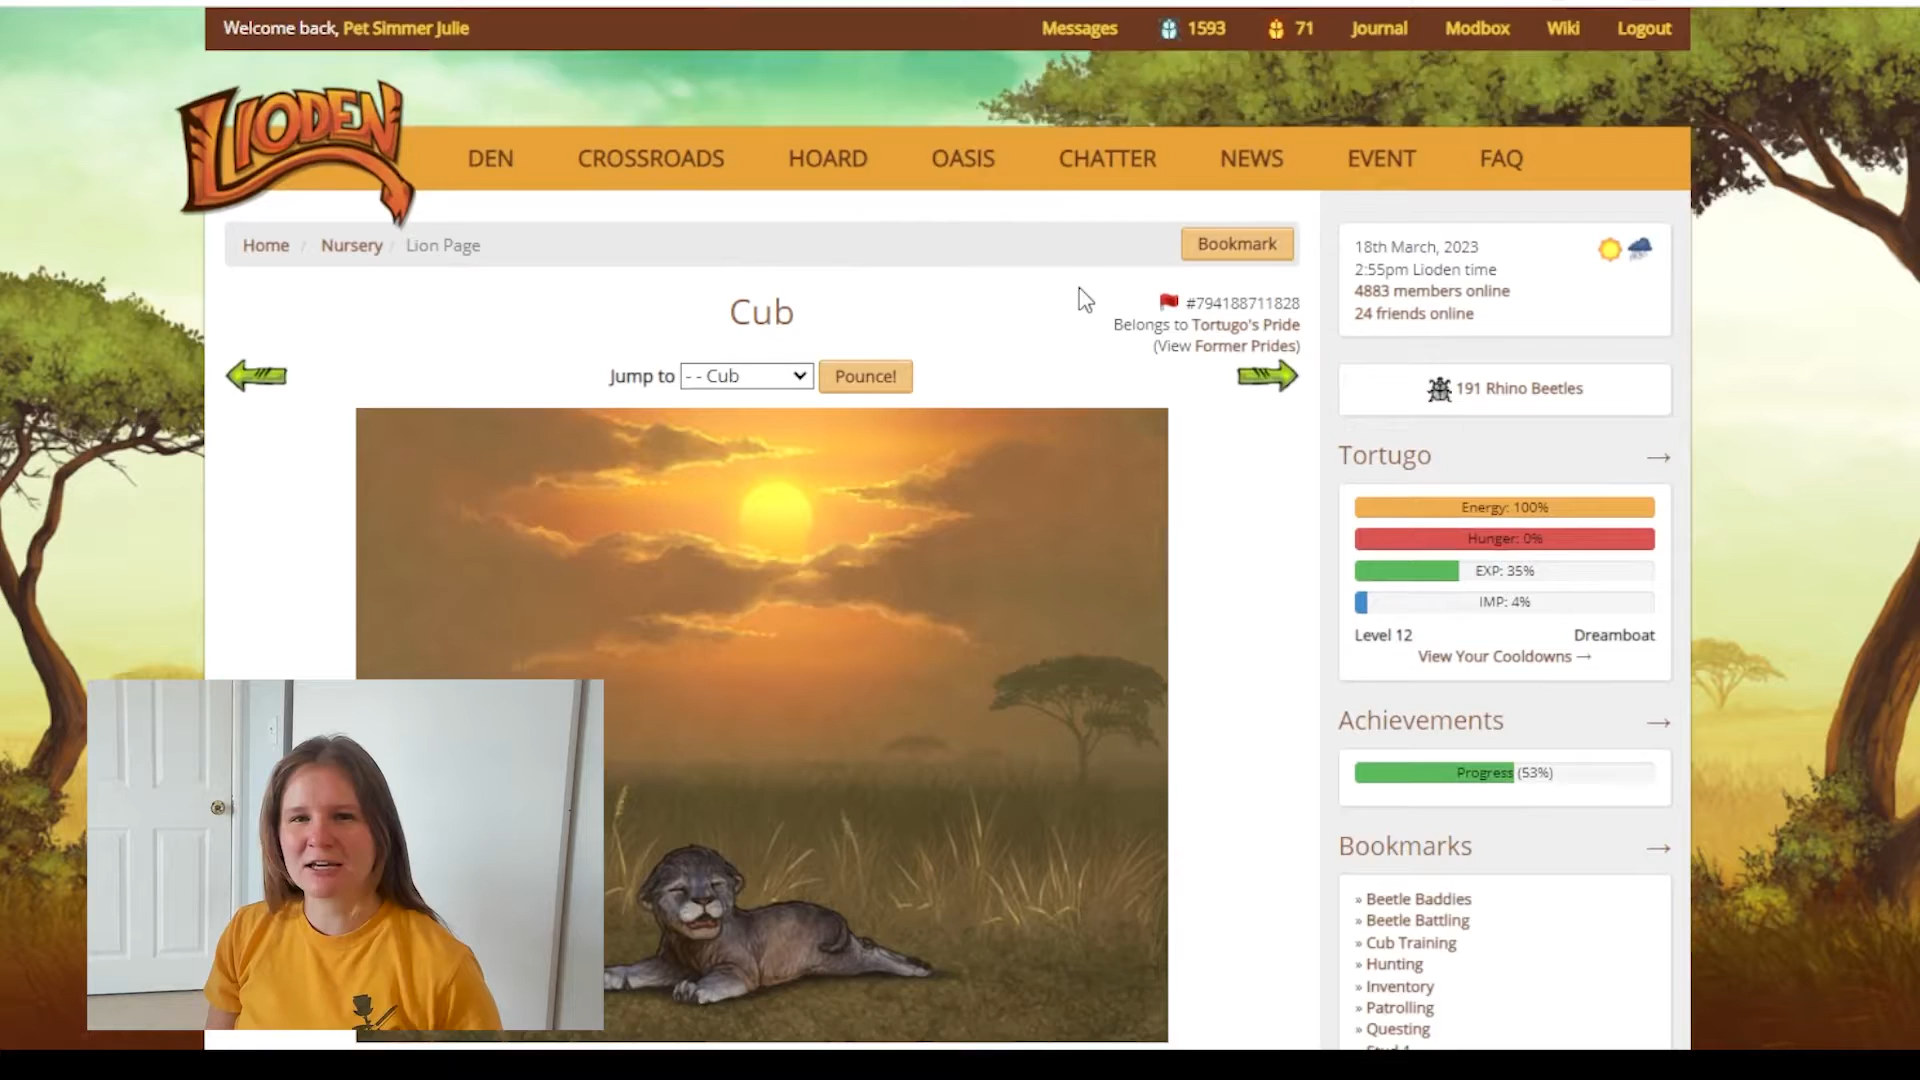 Welcome back, Pet Simmer Julie
Messages 1593 71 Journal Modbox Wiki Logout
LIODEN
DEN CROSSROADS HOARD OASIS CHATTER NEWS EVENT FAQ
Home / Nursery / Lion Page
Bookmark
Cub
#794188711828
Belongs to Tortugo's Pride
(View Former Prides)
Jump to - - Cub Pounce!
18th March, 2023
2:55pm Lioden time
4883 members online
24 friends online
191 Rhino Beetles
Tortugo →
Energy: 100%
Hunger: 0%
EXP: 35%
IMP: 4%
Level 12 Dreamboat
View Your Cooldowns →
Achievements →
Progress (53%)
Bookmarks →
» Beetle Baddies
» Beetle Battling
» Cub Training
» Hunting
» Inventory
» Patrolling
» Questing